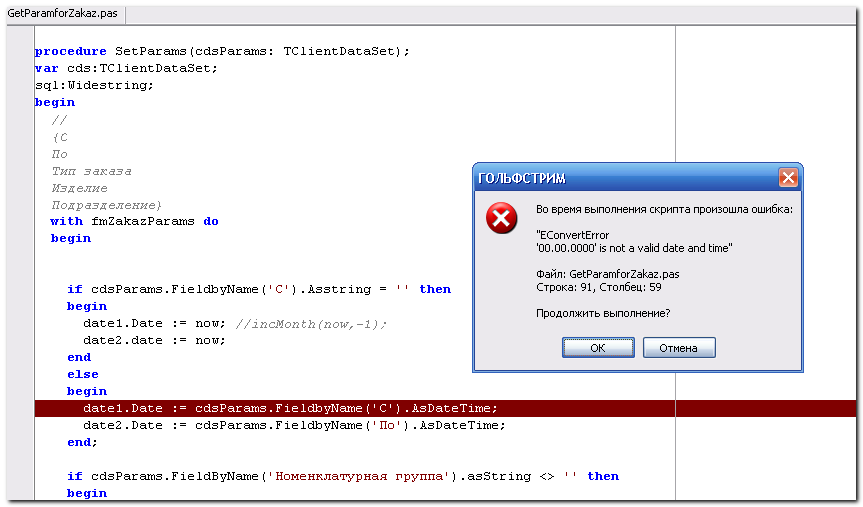 GetParamforZakaz.pas
procedure SetParams(cdsParams: TClientDataSet);
var cds:TClientDataSet;
sql:Widestring;
begin
//
{С
По
Тип заказа
Изделие
Подразделение}
with fmZakazParams do
begin
if cdsParams.FieldbyName('С').Asstring = '' then
begin
date1.Date := now; //incMonth(now,-1);
date2.date := now;
end
else
begin
date1.Date := cdsParams.FieldbyName('С').AsDateTime;
date2.Date := cdsParams.FieldbyName('По').AsDateTime;
end;
if cdsParams.FieldByName('Номенклатурная группа').asString <> '' then
begin
ГОЛЬФСТРИМ
Во время выполнения скрипта произошла ошибка:
"EConvertError
'00.00.0000' is not a valid date and time"
Файл: GetParamforZakaz.pas
Строка: 91, Столбец: 59
Продолжить выполнение?
OK
Отмена